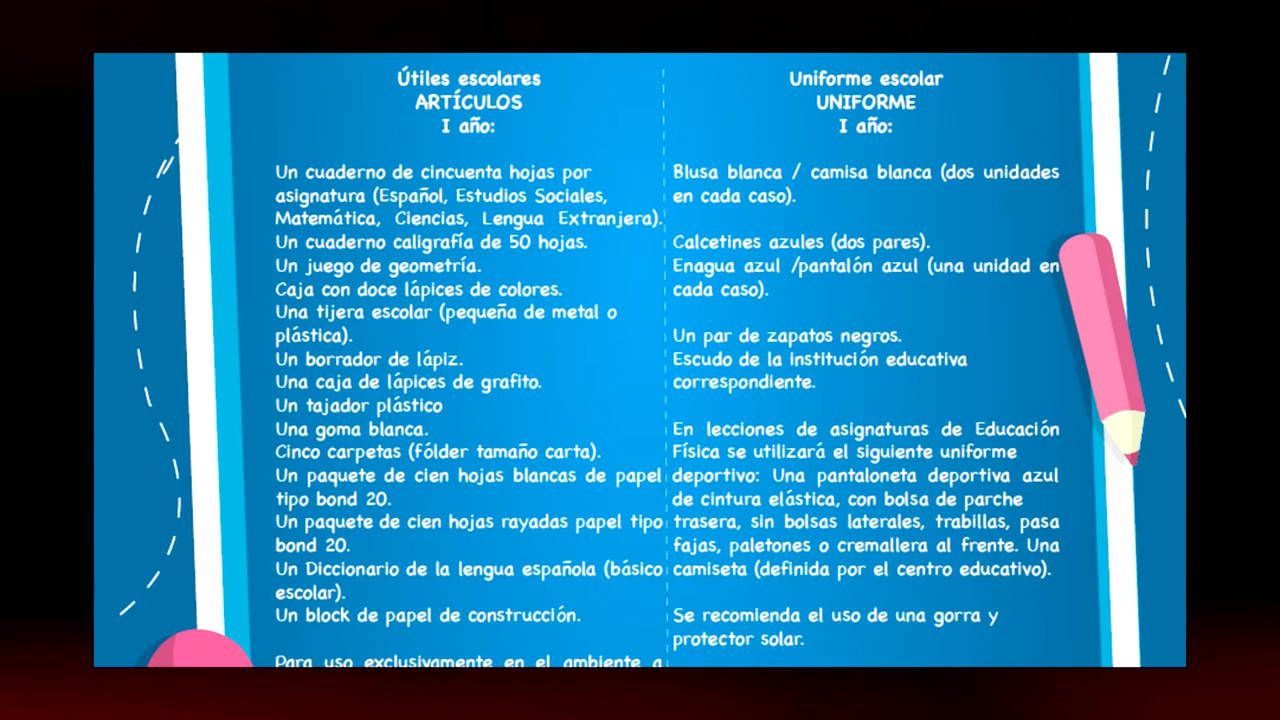 Útiles escolares
ARTÍCULOS
I año:
Un cuaderno de cincuenta hojas por
asignatura (Español, Estudios Sociales,
Matemática, Ciencias, Lengua Extranjera).
Un cuaderno caligrafía de 50 hojas.
Un juego de geometría.
Caja con doce lápices de colores.
Una tijera escolar (pequeña de metal o
plástica).
Un borrador de lápiz.
Una caja de lápices de grafito.
Un tajador plástico
Una goma blanca.
Cinco carpetas (fólder tamaño carta).
Un paquete de cien hojas blancas de papel
tipo bond 20.
Un paquete de cien hojas rayadas papel tipo
bond 20.
Un Diccionario de la lengua española (básico
escolar).
Un block de papel de construcción.
Para uso exclusivamente en el ambiente a
Uniforme escolar
UNIFORME
I año:
Blusa blanca / camisa blanca (dos unidades
en cada caso).
Calcetines azules (dos pares).
Enagua azul /pantalón azul (una unidad en
cada caso).
Un par de zapatos negros.
Escudo de la institución educativa
correspondiente.
En lecciones de asignaturas de Educación
Física se utilizará el siguiente uniforme
deportivo: Una pantaloneta deportiva azul
de cintura elástica, con bolsa de parche
trasera, sin bolsas laterales, trabillas, pasa
fajas, paletones o cremallera al frente. Una
camiseta (definida por el centro educativo).
Se recomienda el uso de una gorra y
protector solar.